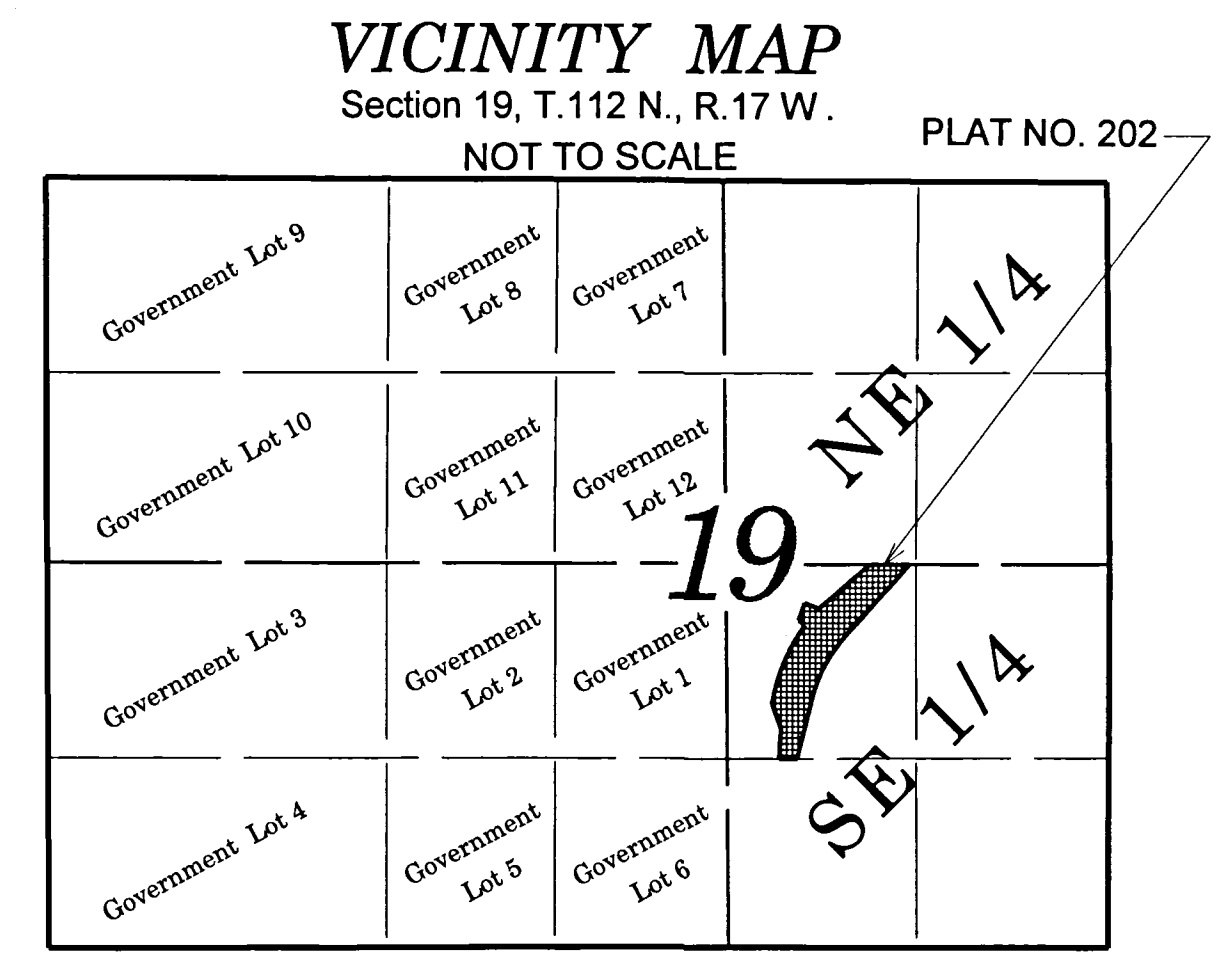 VICINITY MAP
Section 19, T.112 N., R.17 W.
NOT TO SCALE
PLAT NO. 202
Government Lot 9
Government
Lot 8
Government
Lot 7
NE 1/4
Government Lot 10
Government
Lot 11
Government
Lot 12
19
Government Lot 3
Government
Lot 2
Government
Lot 1
SE 1/4
Government Lot 4
Government
Lot 5
Government
Lot 6